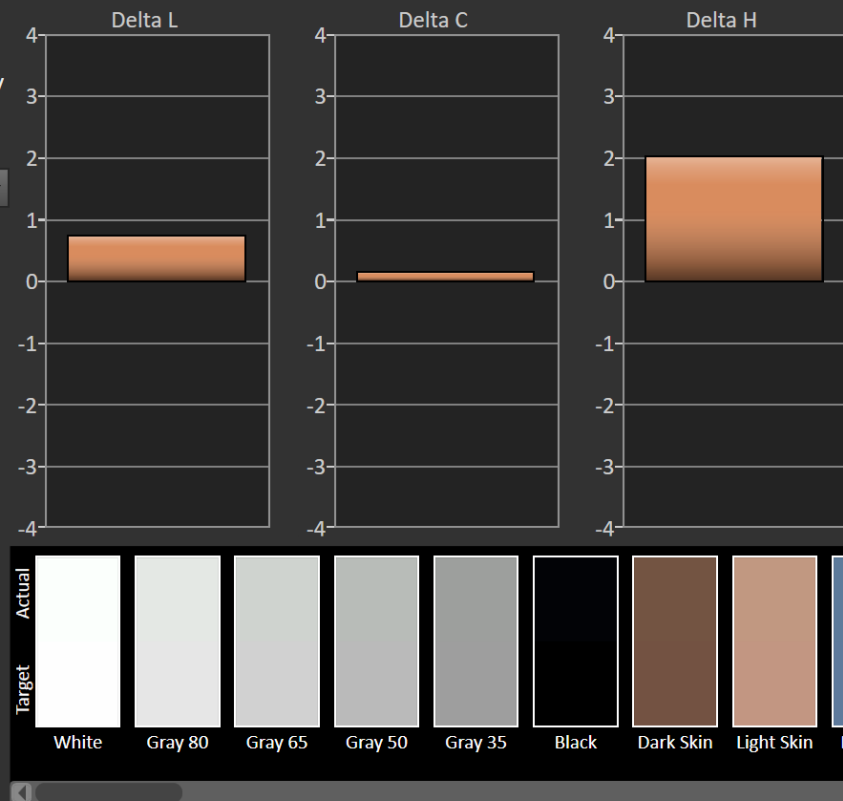 Delta L
Delta C
Delta H
4
3
2
1
0
-1
-2
-3
-4
4
3
2
1
0
-1
-2
-3
-4
4
3
2
1
0
-1
-2
-3
-4
Actual
Target
White
Gray 80
Gray 65
Gray 50
Gray 35
Black
Dark Skin
Light Skin